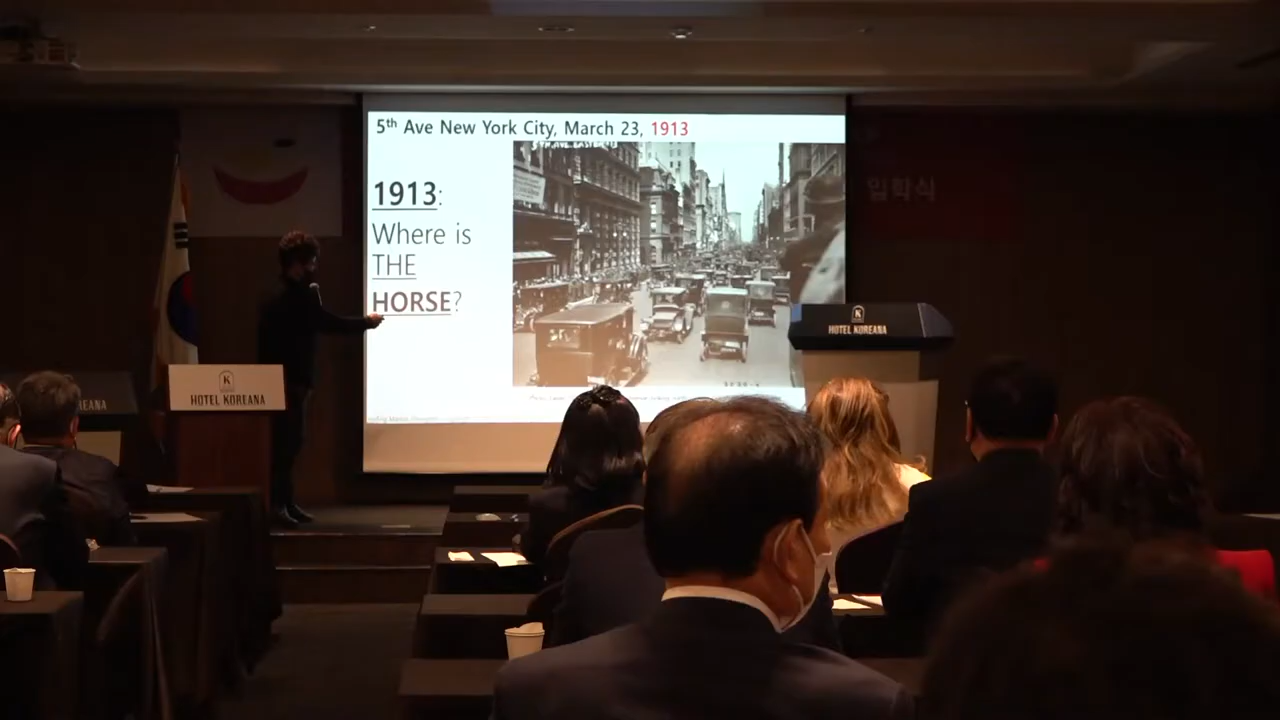 5th Ave New York City, March 23, 1913
1913:
Where is
THE
HORSE?
입학식
HOTEL KOREANA
K
HOTEL KOREANA
EANA